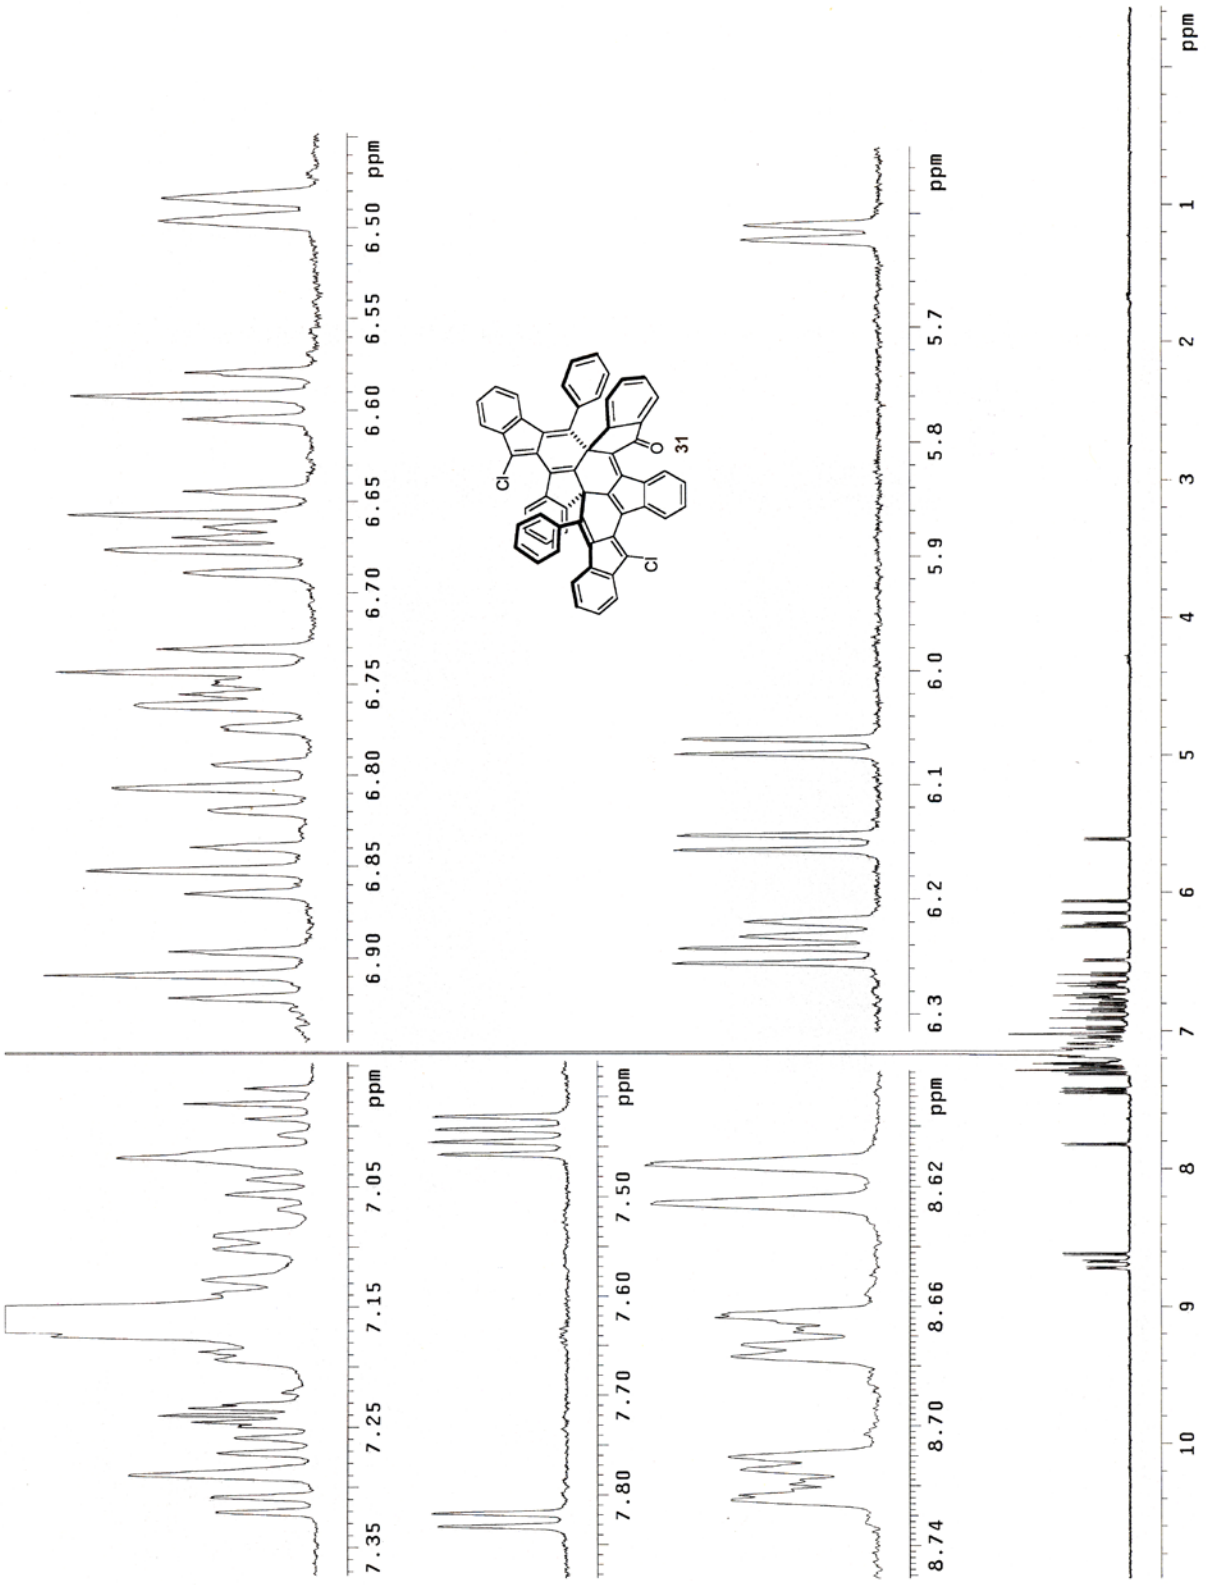 7.35 7.25 7.15 7.05 ppm
6.90 6.85 6.80 6.75 6.70 6.65 6.60 6.55 6.50 ppm
7.80 7.70 7.60 7.50 ppm
8.74 8.70 8.66 8.62 ppm
6.3 6.2 6.1 6.0 5.9 5.8 5.7 ppm
Cl
Cl
O
31
10 9 8 7 6 5 4 3 2 1 ppm